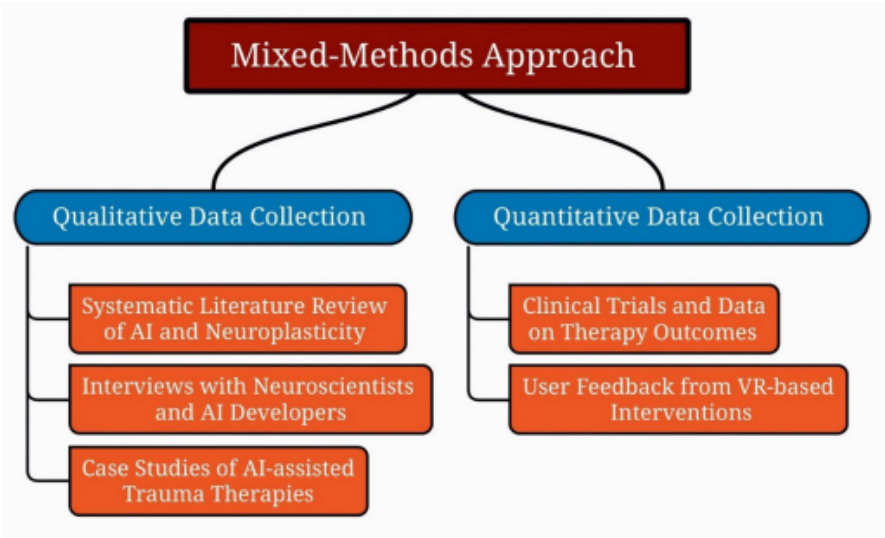 Mixed-Methods Approach
Qualitative Data Collection
Systematic Literature Review
of AI and Neuroplasticity
Interviews with Neuroscientists
and AI Developers
Case Studies of AI-assisted
Trauma Therapies
Quantitative Data Collection
Clinical Trials and Data
on Therapy Outcomes
User Feedback from VR-based
Interventions